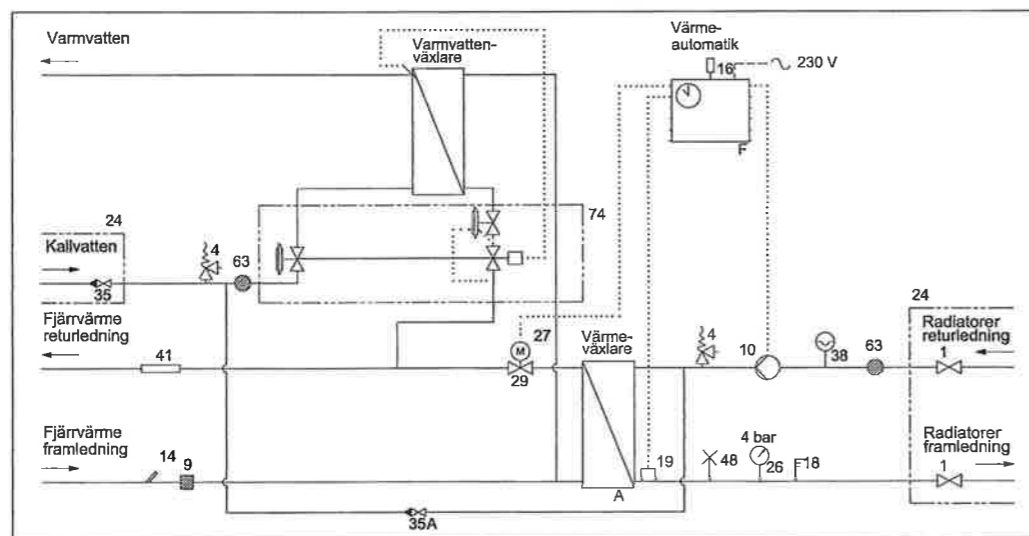 Varmvatten
Varmvatten-
växlare
Värme-
automatik
16
230 V
F
24
74
Kallvatten
4
63
35
Fjärrvärme
returledning
27
M
Värme-
växlare
4
10
38
63
24
Radiatorer
returledning
1
41
29
Fjärrvärme
framledning
14
9
4 bar
19
48
26
18
Radiatorer
framledning
1
A
35A